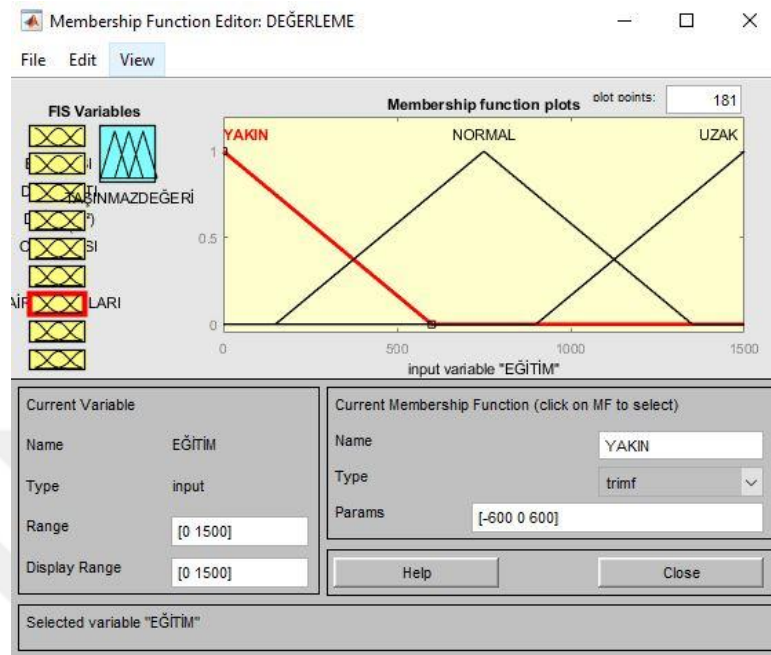 Membership Function Editor: DEĞERLEME
File Edit View
FIS Variables
TAŞINMAZDEĞERİ
LARI
Membership function plots
plot points:
181
YAKIN
NORMAL
UZAK
1
0.5
0
0
500
1000
1500
input variable "EĞİTİM"
Current Variable
Name
EĞİTİM
Type
input
Range
[0 1500]
Display Range
[0 1500]
Current Membership Function (click on MF to select)
Name
YAKIN
Type
trimf
Params
[-600 0 600]
Help
Close
Selected variable "EĞİTİM"